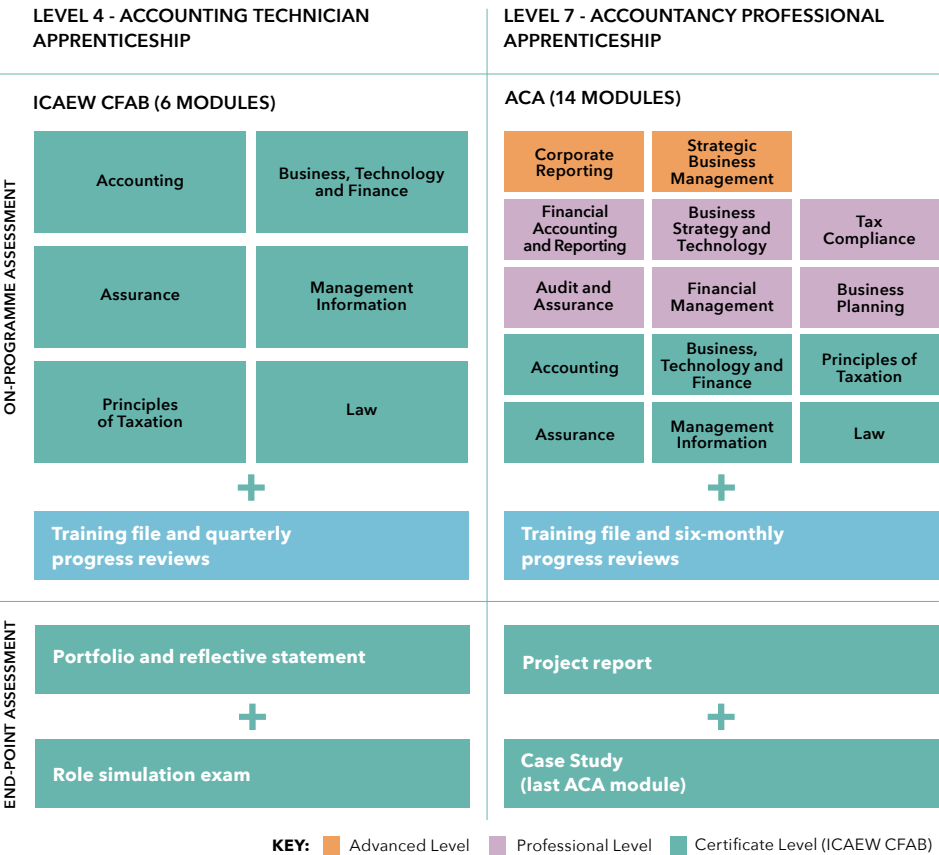 LEVEL 4 - ACCOUNTING TECHNICIAN
APPRENTICESHIP
LEVEL 7 - ACCOUNTANCY PROFESSIONAL
APPRENTICESHIP
ON-PROGRAMME ASSESSMENT
ICAEW CFAB (6 MODULES)
Accounting
Business, Technology
and Finance
Assurance
Management
Information
Principles
of Taxation
Law
+
Training file and quarterly
progress reviews
ACA (14 MODULES)
Corporate
Reporting
Strategic
Business
Management
Financial
Accounting
and Reporting
Business
Strategy and
Technology
Tax
Compliance
Audit and
Assurance
Financial
Management
Business
Planning
Accounting
Business,
Technology and
Finance
Principles of
Taxation
Assurance
Management
Information
Law
+
Training file and six-monthly
progress reviews
END-POINT ASSESSMENT
Portfolio and reflective statement
+
Role simulation exam
Project report
+
Case Study
(last ACA module)
KEY: Advanced Level Professional Level Certificate Level (ICAEW CFAB)